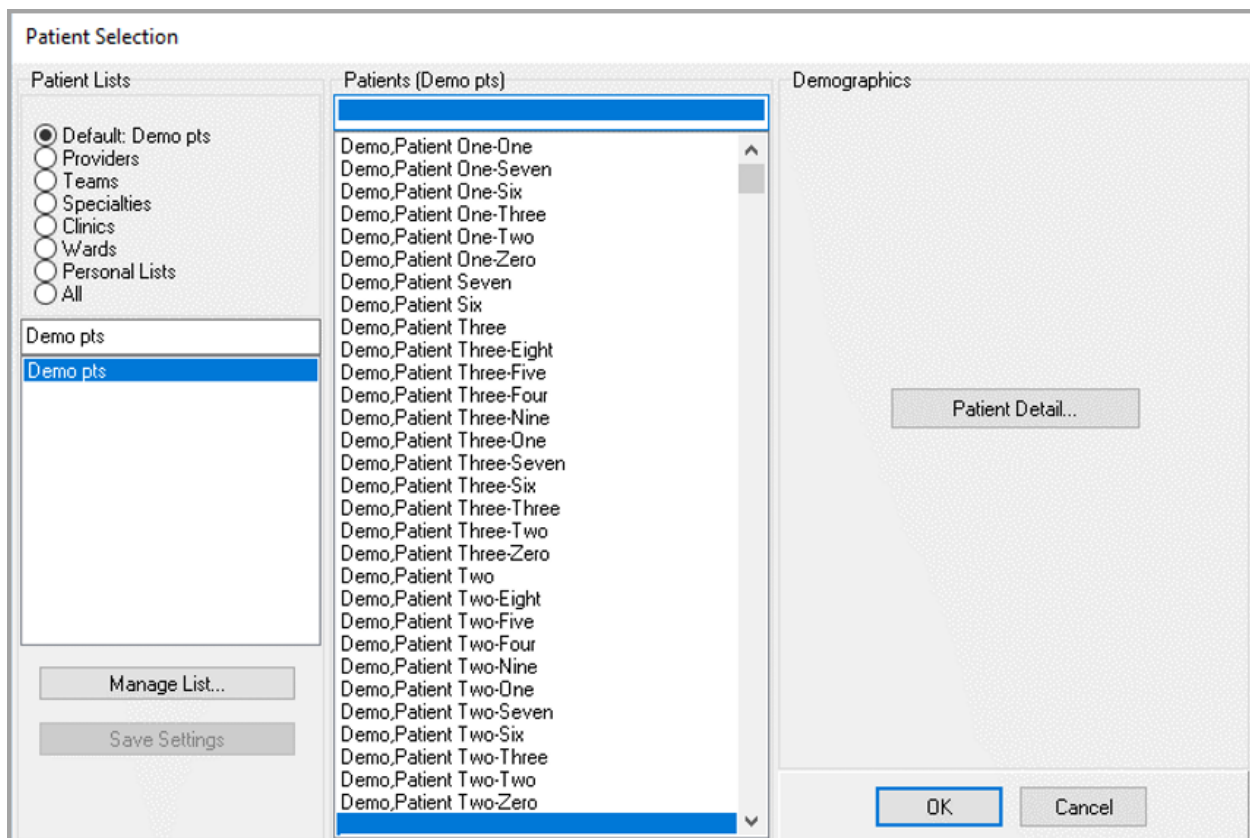 Patient Selection
Patient Lists
Default: Demo pts
Providers
Teams
Specialties
Clinics
Wards
Personal Lists
All
Demo pts
Demo pts
Manage List...
Save Settings
Patients (Demo pts)
Demo,Patient One-One
Demo,Patient One-Seven
Demo,Patient One-Six
Demo,Patient One-Three
Demo,Patient One-Two
Demo,Patient One-Zero
Demo,Patient Seven
Demo,Patient Six
Demo,Patient Three
Demo,Patient Three-Eight
Demo,Patient Three-Five
Demo,Patient Three-Four
Demo,Patient Three-Nine
Demo,Patient Three-One
Demo,Patient Three-Seven
Demo,Patient Three-Six
Demo,Patient Three-Three
Demo,Patient Three-Two
Demo,Patient Three-Zero
Demo,Patient Two
Demo,Patient Two-Eight
Demo,Patient Two-Five
Demo,Patient Two-Four
Demo,Patient Two-Nine
Demo,Patient Two-One
Demo,Patient Two-Seven
Demo,Patient Two-Six
Demo,Patient Two-Three
Demo,Patient Two-Two
Demo,Patient Two-Zero
Demographics
Patient Detail...
OK
Cancel